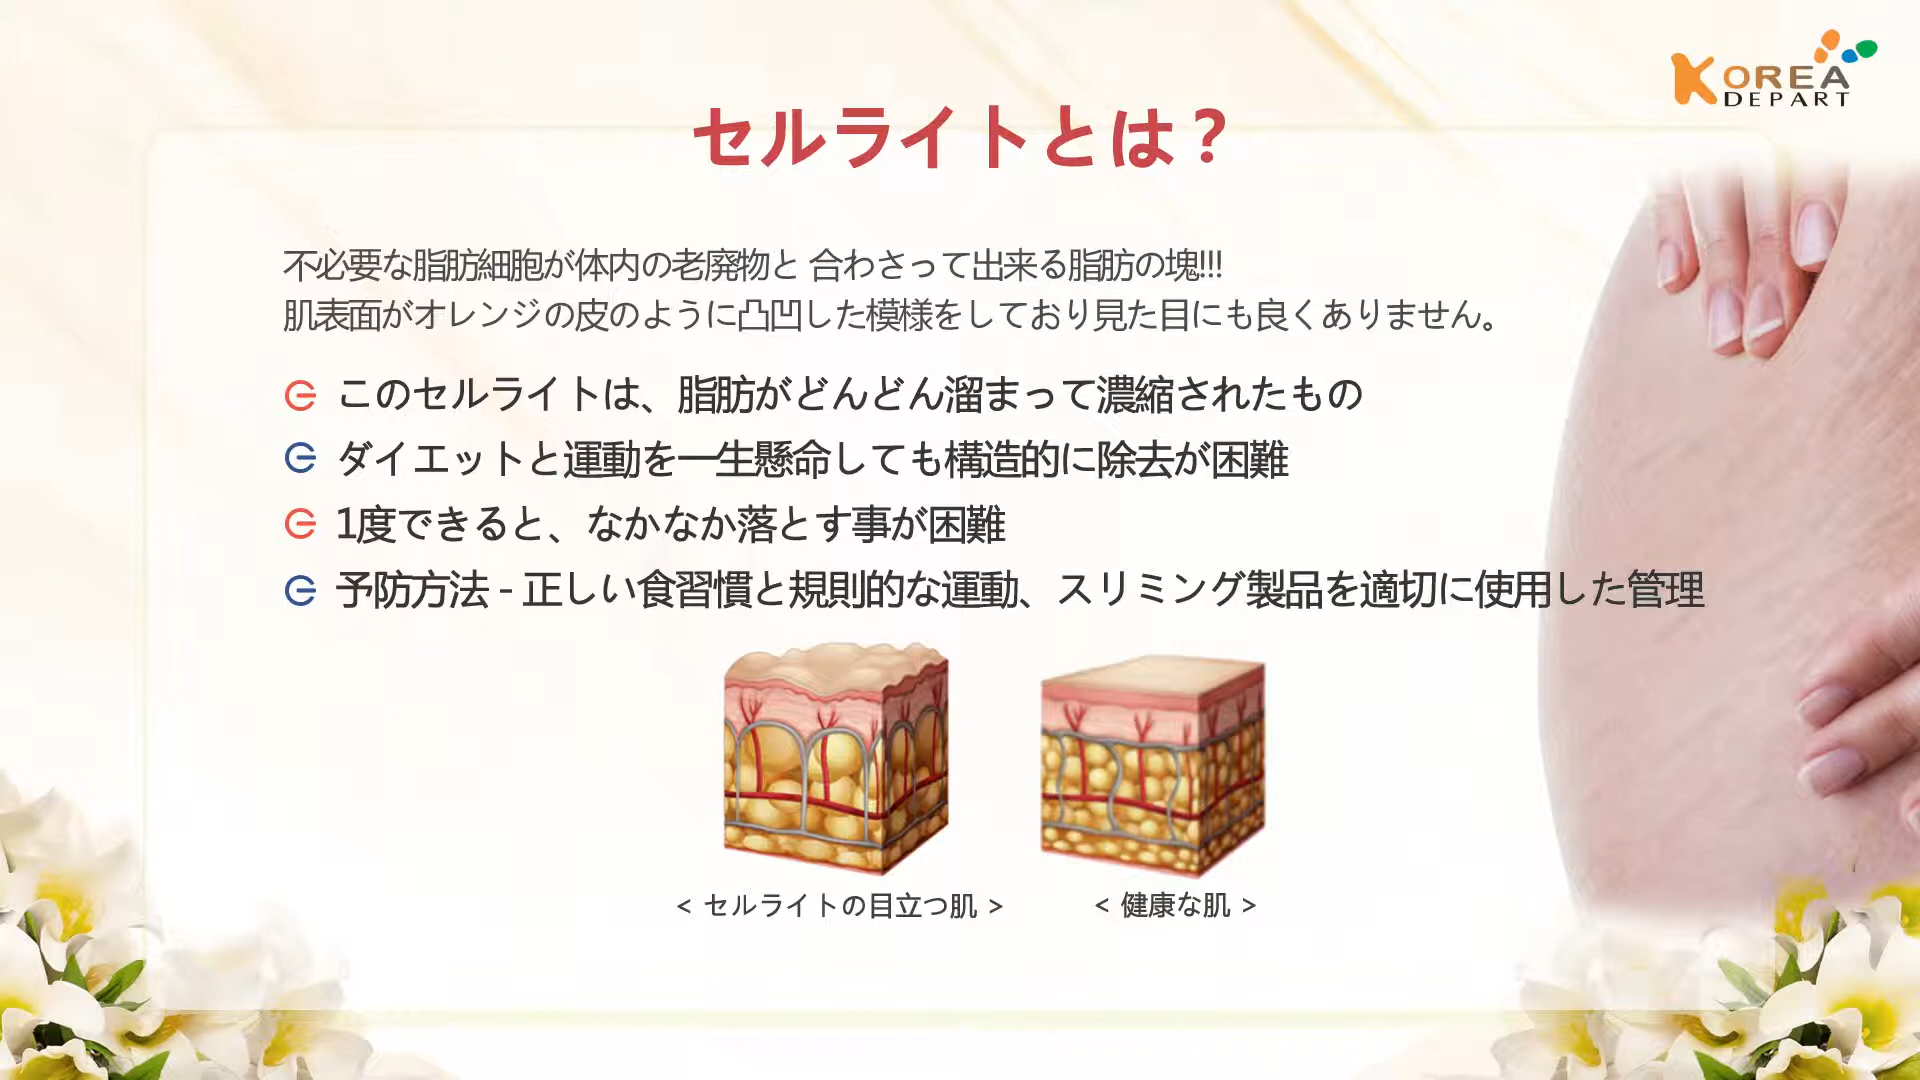 KOREA
DEPART
セルライトとは？
不必要な脂肪細胞が体内の老廃物と 合わさって出来る脂肪の塊!!!
肌表面がオレンジの皮のように凸凹した模様をしており見た目にも良くありません。
このセルライトは、脂肪がどんどん溜まって濃縮されたもの
ダイエットと運動を一生懸命しても構造的に除去が困難
1度できると、なかなか落とす事が困難
予防方法 - 正しい食習慣と規則的な運動、スリミング製品を適切に使用した管理
< セルライトの目立つ肌 >
< 健康な肌 >